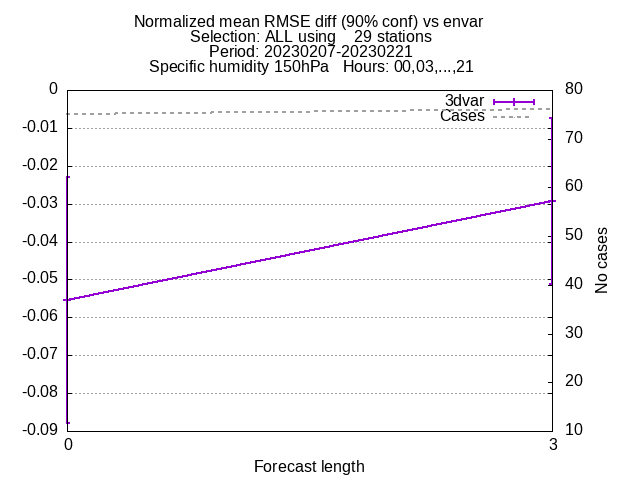 Normalized mean RMSE diff (90% conf) vs envar
Selection: ALL using    29 stations
Period: 20230207-20230221
Specific humidity 150hPa   Hours: 00,03,...,21
3dvar
Cases
0
-0.01
-0.02
-0.03
-0.04
-0.05
-0.06
-0.07
-0.08
-0.09
80
70
60
50
40
30
20
10
No cases
0
3
Forecast length